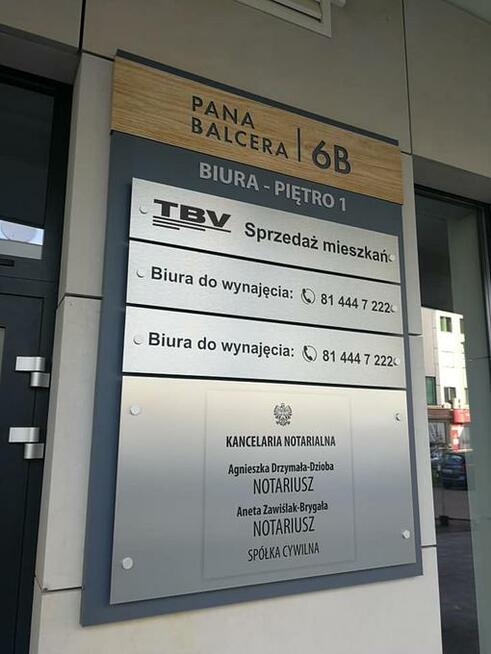 PANA
BALCERA | 6B
BIURA - PIĘTRO 1
TBV Sprzedaż mieszkań
Biura do wynajęcia: 81 444 7 222
Biura do wynajęcia: 81 444 7 222
KANCELARIA NOTARIALNA
Agnieszka Drzymała-Dzioba
NOTARIUSZ
Aneta Zawiślak-Brygała
NOTARIUSZ
SPÓŁKA CYWILNA